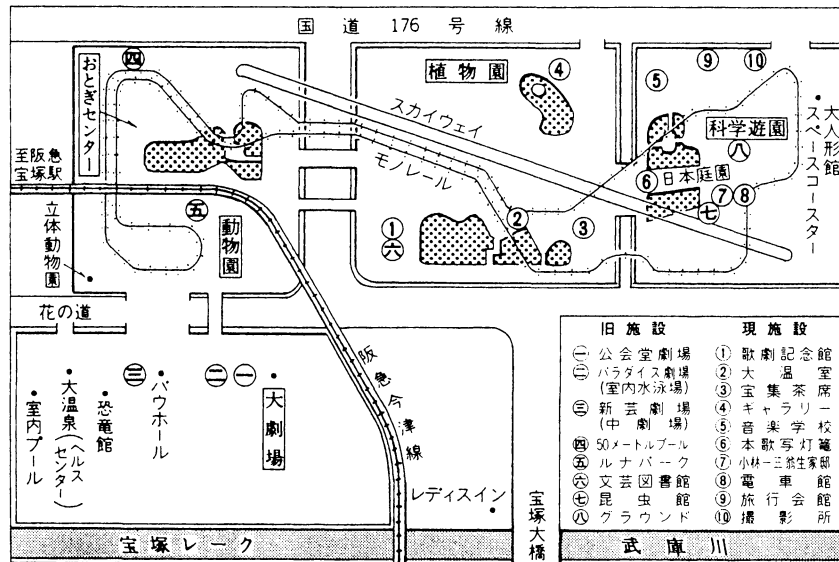 国道176号線
四
おとぎセンター
植物園
④
⑤
⑨
⑩
スカイウェイ
モノレール
科学遊園
八
大人形館
スペースコースター
至阪急
宝塚駅
⑥
日本庭園
⑦
⑧
七
五
①
六
②
③
立体動物園
動物園
花の道
三
二
一
大劇場
バウホール
恐竜館
大温泉
(ヘルスセンター)
室内プール
阪急今津線
レディスイン
宝塚大橋
宝塚レーク
武庫川
旧施設
一 公会堂劇場
二 パラダイス劇場
(室内水泳場)
三 新芸劇場
(中劇場)
四 50メートルプール
五 ルナパーク
六 文芸図書館
七 昆虫館
八 グラウンド
現施設
① 歌劇記念館
② 大温室
③ 宝集茶席
④ ギャラリー
⑤ 音楽学校
⑥ 本歌写灯篭
⑦ 小林一三翁生家邸
⑧ 電車館
⑨ 旅行会館
⑩ 撮影所